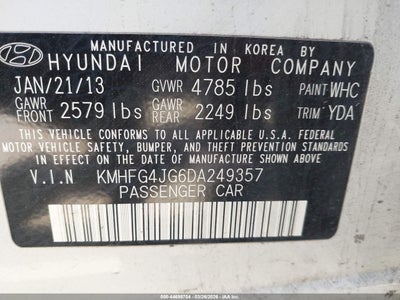 MANUFACTURED IN KOREA BY
HYUNDAI MOTOR COMPANY
JAN/21/13 GVWR 4785 lbs PAINT WHC
GAWR FRONT 2579 lbs GAWR REAR 2249 lbs TRIM YDA
THIS VEHICLE CONFORMS TO ALL APPLICABLE U.S.A. FEDERAL
MOTOR VEHICLE SAFETY, BUMPER, AND THEFT PREVENTION
STANDARDS IN EFFECT ON THE DATE OF MANUFACTURE SHOWN ABOVE.
V.I.N KMHFG4JG6DA249357
PASSENGER CAR